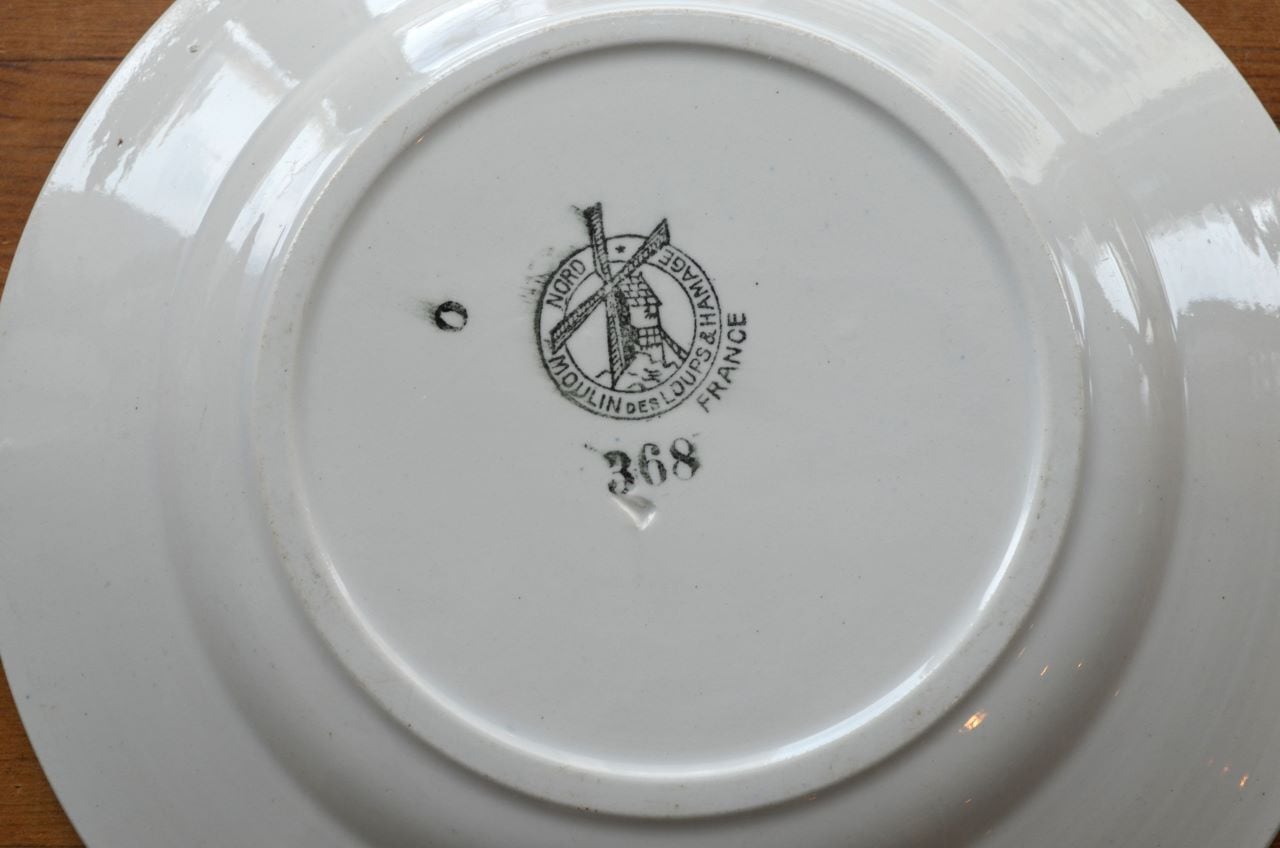 NORD
MOULIN DES LOUPS & HAMAGE
FRANCE
368
O